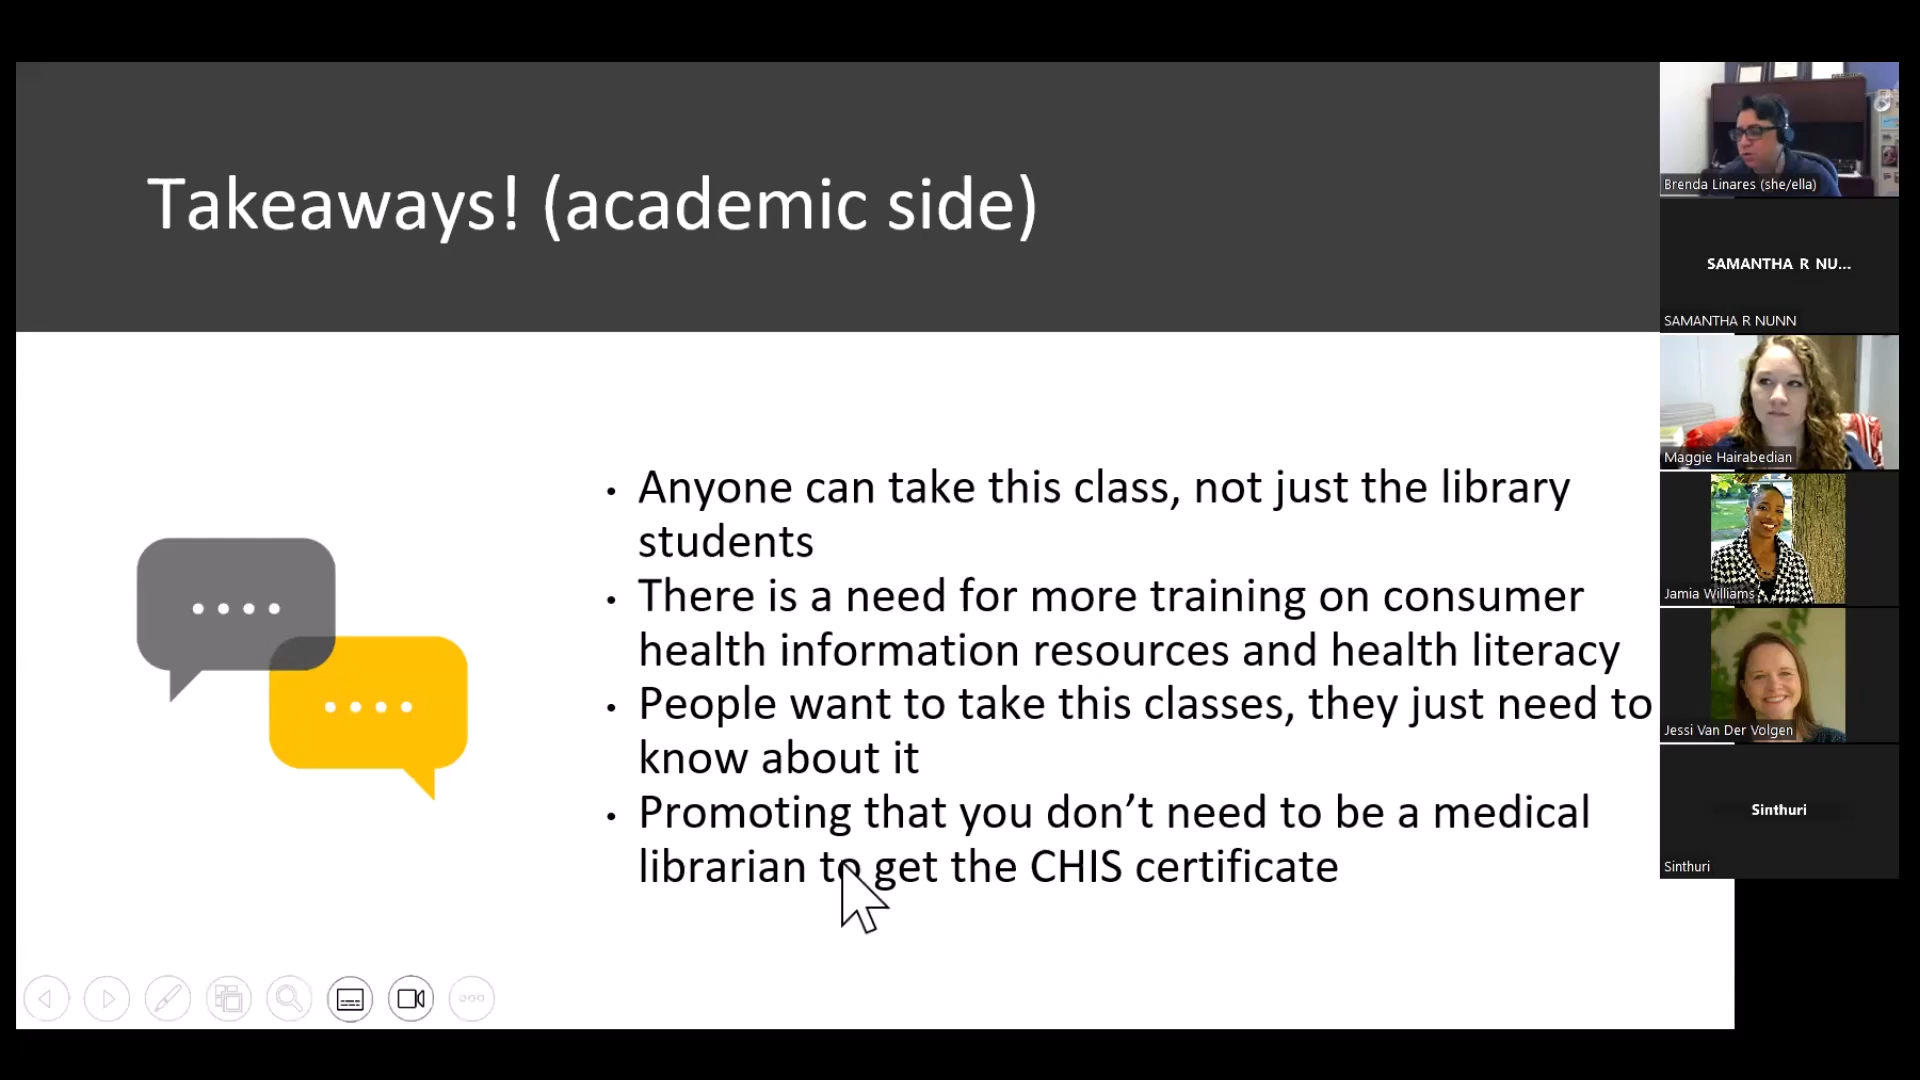 Takeaways! (academic side)
• Anyone can take this class, not just the library
students
• There is a need for more training on consumer
health information resources and health literacy
• People want to take this classes, they just need to
know about it
• Promoting that you don’t need to be a medical
librarian to get the CHIS certificate
Brenda Linares (she/ella)
SAMANTHA R NU...
SAMANTHA R NUNN
Maggie Hairabedian
Jamia Williams
Jessi Van Der Volgen
Sinthuri
Sinthuri